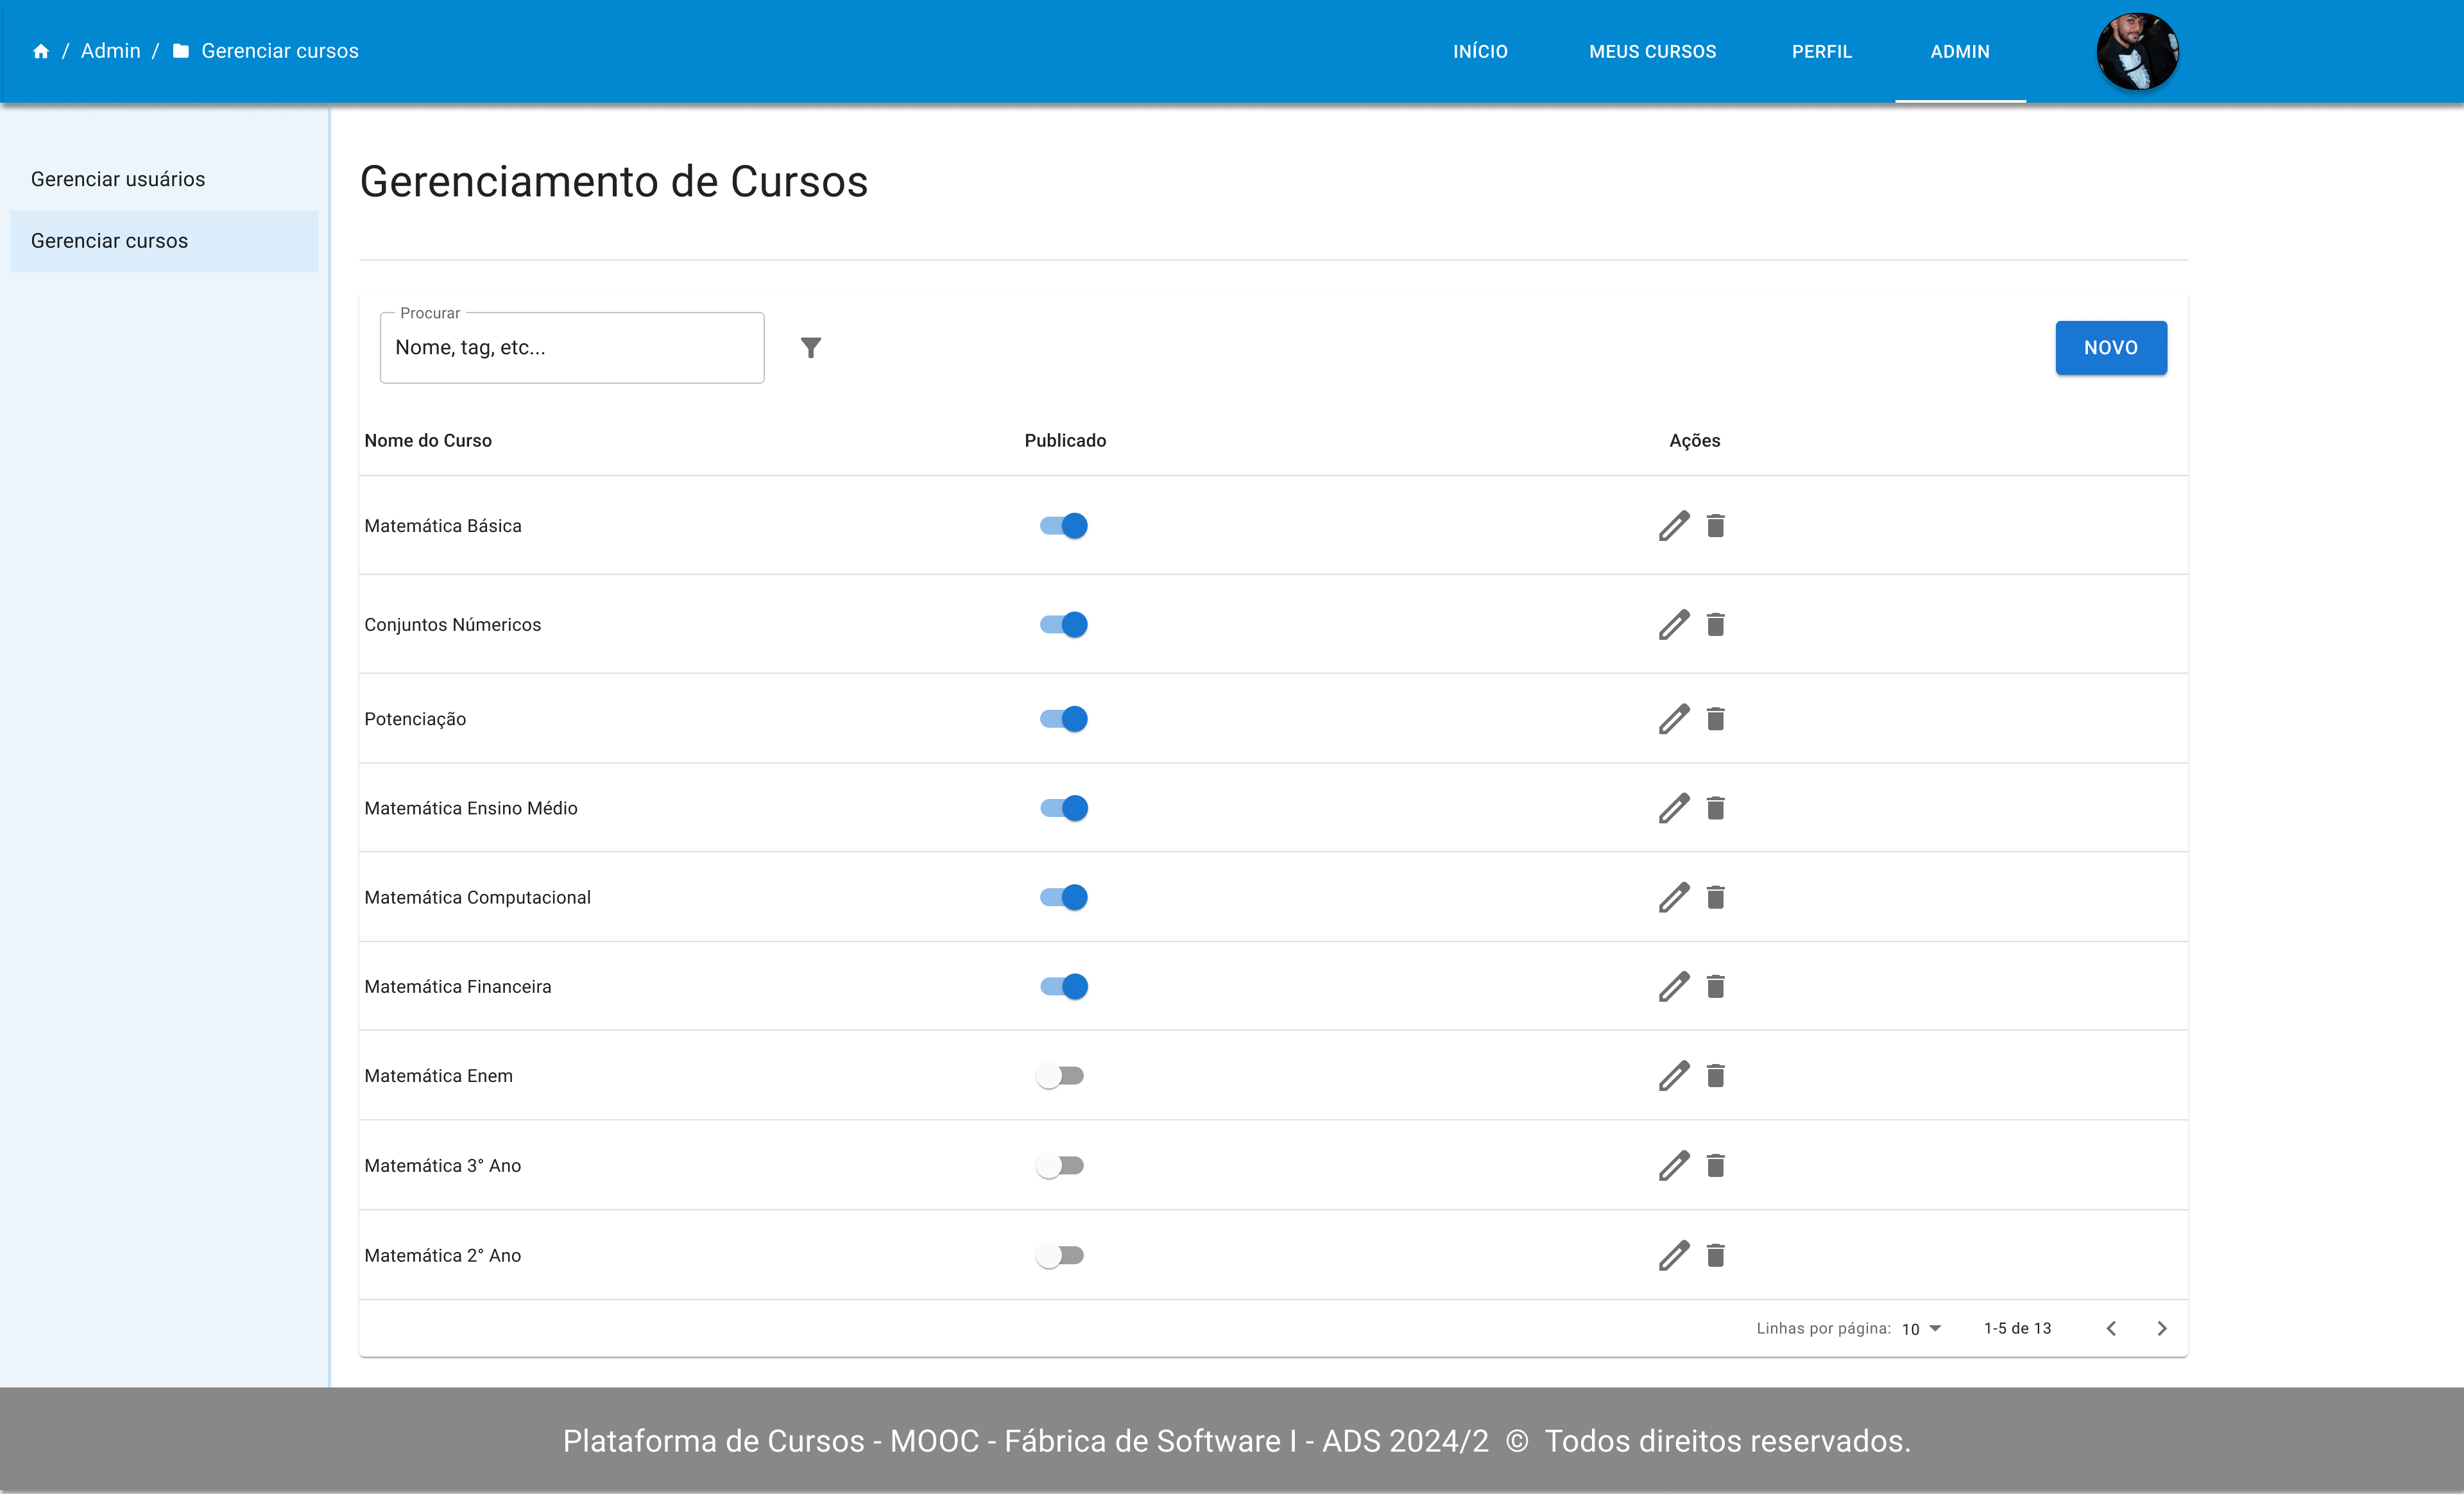 / Admin / Gerenciar cursos
INÍCIO MEUS CURSOS PERFIL ADMIN
Gerenciar usuários
Gerenciar cursos
Gerenciamento de Cursos
Procurar
Nome, tag, etc...
NOVO
Nome do Curso Publicado Ações
Matemática Básica
Conjuntos Númericos
Potenciação
Matemática Ensino Médio
Matemática Computacional
Matemática Financeira
Matemática Enem
Matemática 3° Ano
Matemática 2° Ano
Linhas por página: 10 1-5 de 13
Plataforma de Cursos - MOOC - Fábrica de Software I - ADS 2024/2 © Todos direitos reservados.